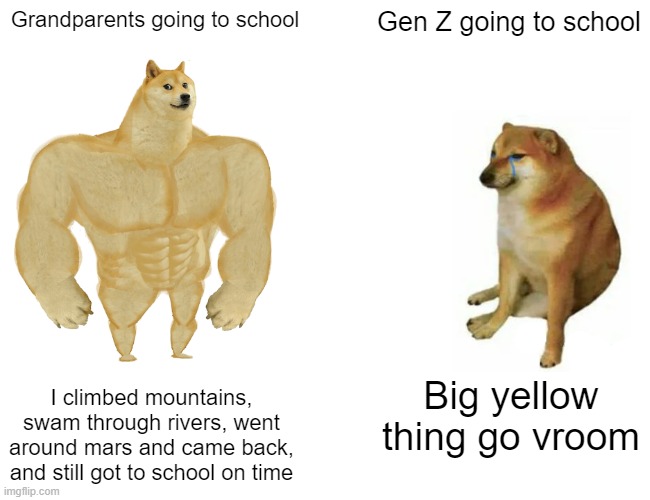 Grandparents going to school
Gen Z going to school
I climbed mountains,
swam through rivers, went
around mars and came back,
and still got to school on time
Big yellow
thing go vroom
imgflip.com